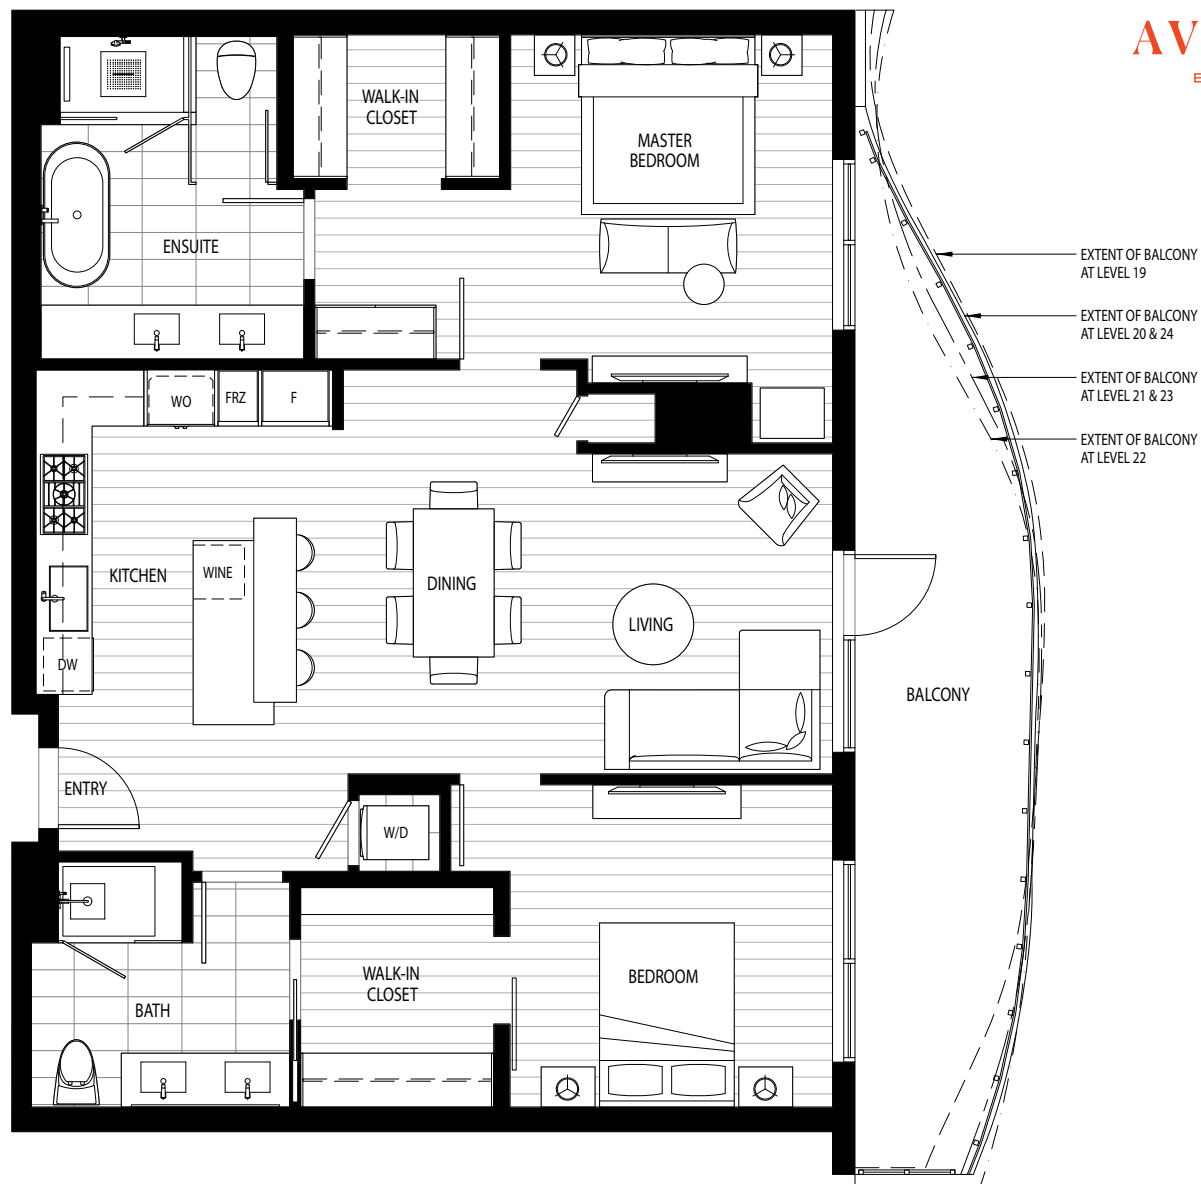 AV
E
WALK-IN
CLOSET
MASTER
BEDROOM
ENSUITE
EXTENT OF BALCONY
AT LEVEL 19
EXTENT OF BALCONY
AT LEVEL 20 & 24
EXTENT OF BALCONY
AT LEVEL 21 & 23
EXTENT OF BALCONY
AT LEVEL 22
WO
FRZ
F
KITCHEN
WINE
DINING
LIVING
DW
BALCONY
ENTRY
W/D
WALK-IN
CLOSET
BEDROOM
BATH